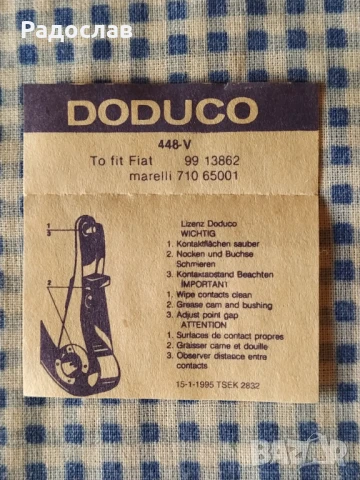 Радослав
DODUCO
448-V
To fit Fiat 99 13862
marelli 710 65001
1
3
2
Lizenz Doduco
WICHTIG
1. Kontaktflächen sauber
2. Nocken und Buchse
Schmieren
3. Kontaktabstand Beachten
IMPORTANT
1. Wipe contacts clean
2. Grease cam and bushing
3. Adjust point gap
ATTENTION
1. Surfaces de contact propres
2. Graisser came et douille
3. Observer distasce entre
contacts
15-1-1995 TSEK 2832
BAZAR